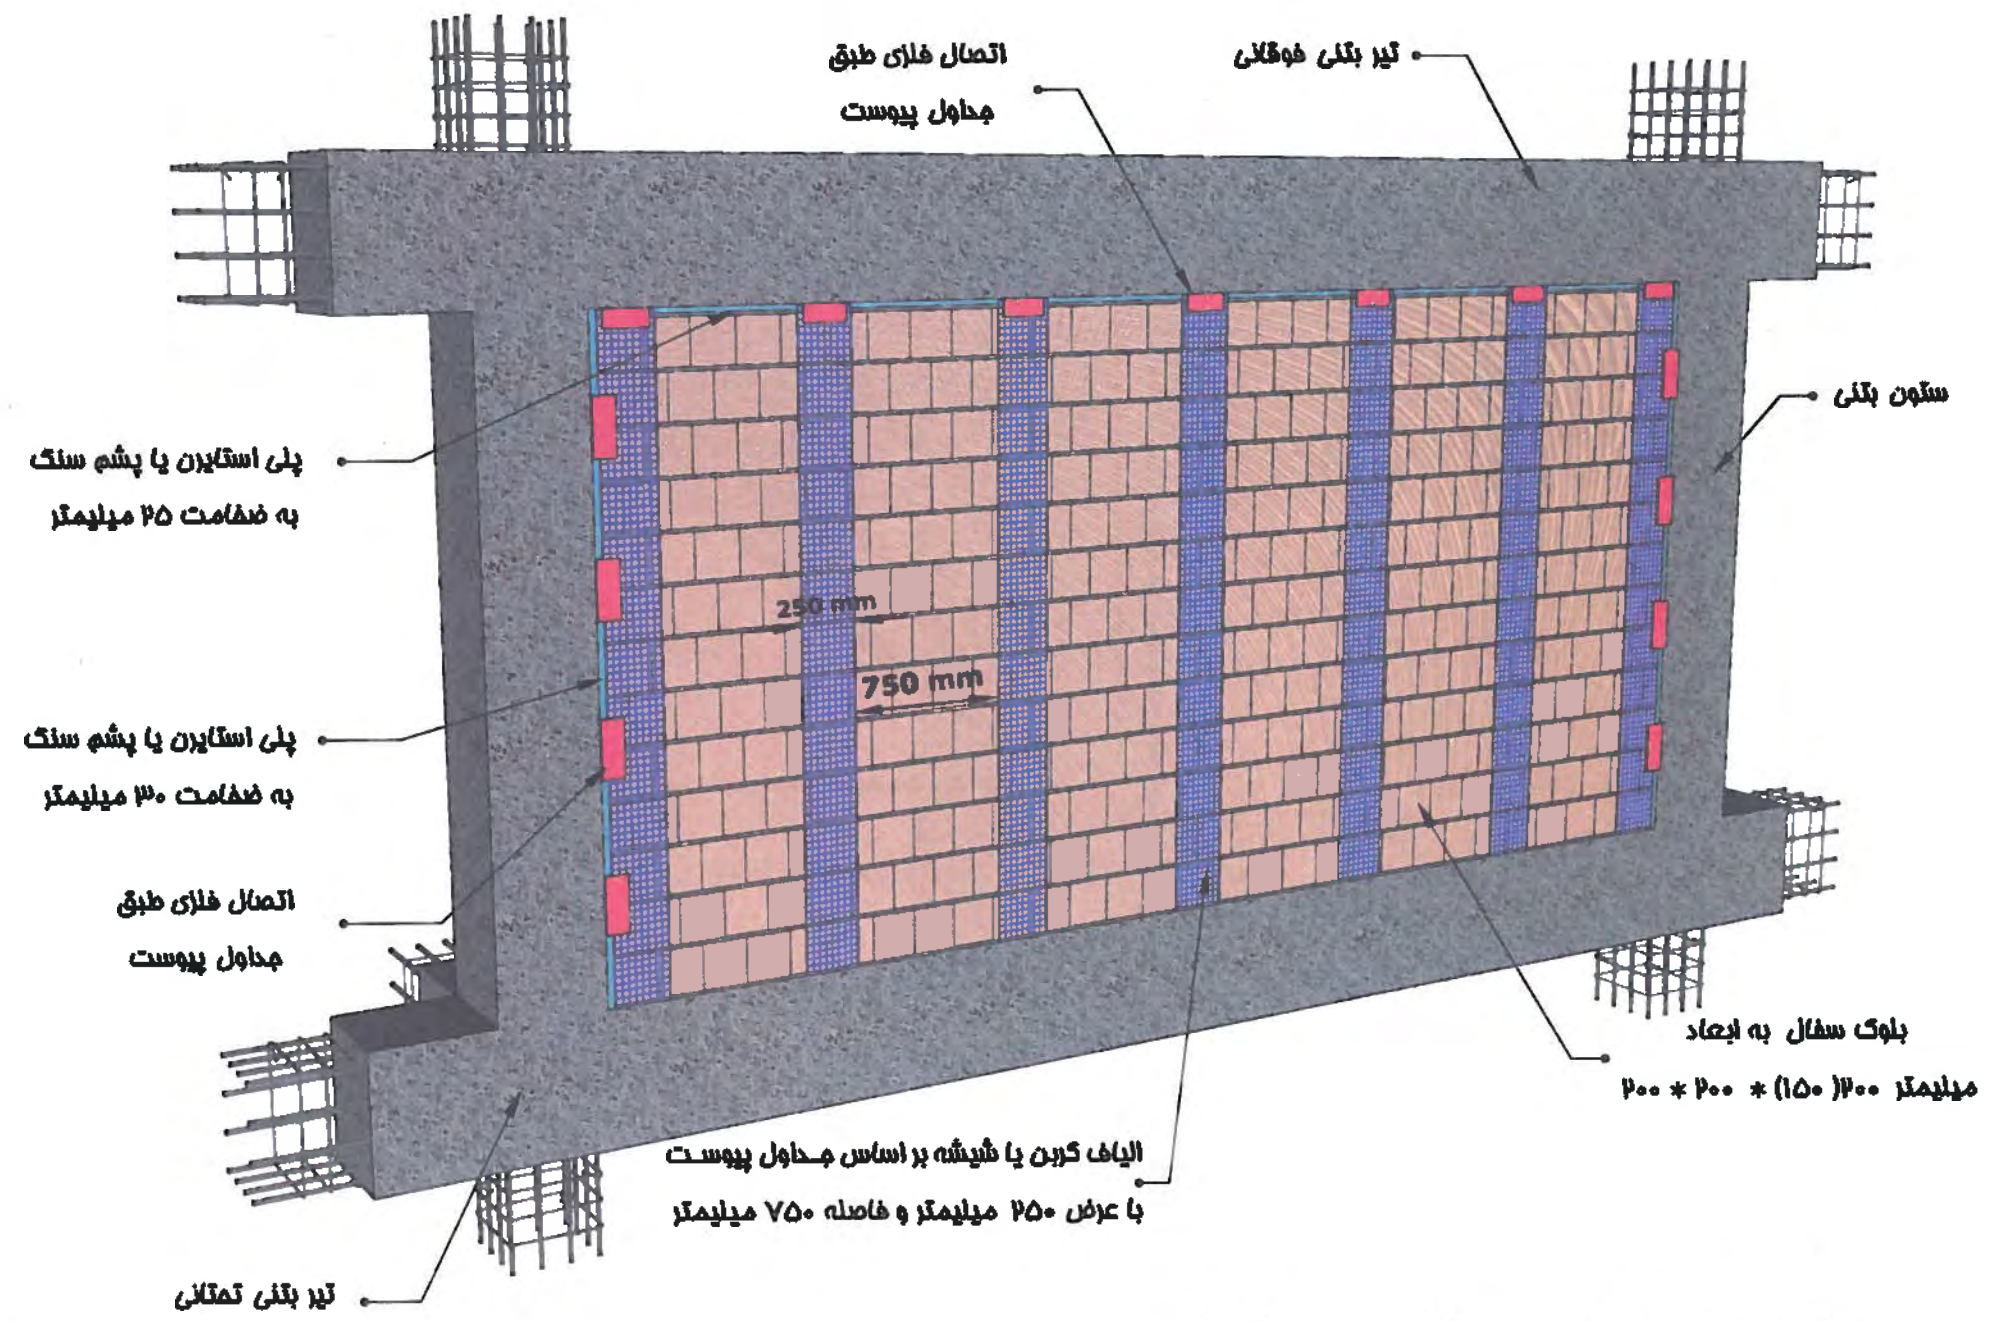 اتصال فلزی طبق
جداول پیوست
تیر بتنی فوقانی
ستون بتنی
پلی استایرن یا پشم سنگ
به ضخامت ۲۵ میلیمتر
250 mm
750 mm
پلی استایرن یا پشم سنگ
به ضخامت ۳۰ میلیمتر
اتصال فلزی طبق
جداول پیوست
بلوک سفال به ابعاد
۲۰۰ * ۲۰۰ * (۱۵۰ )۲۰۰ میلیمتر
الیاف کربن یا شیشه بر اساس جـداول پیوسـت
با عرض ۲۵۰ میلیمتر و فاصله ۷۵۰ میلیمتر
تیر بتنی تحتانی